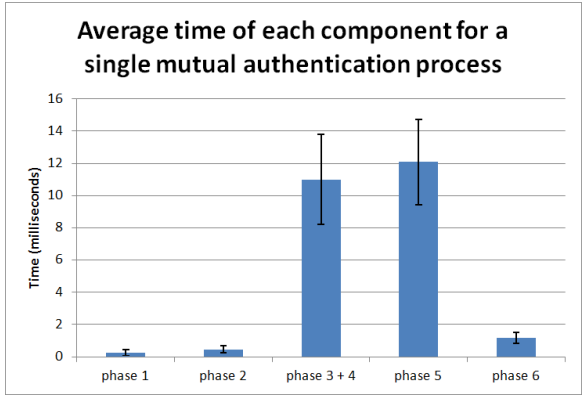 Average time of each component for a
single mutual authentication process
Time (milliseconds)
16
14
12
10
8
6
4
2
0
phase 1
phase 2
phase 3 + 4
phase 5
phase 6